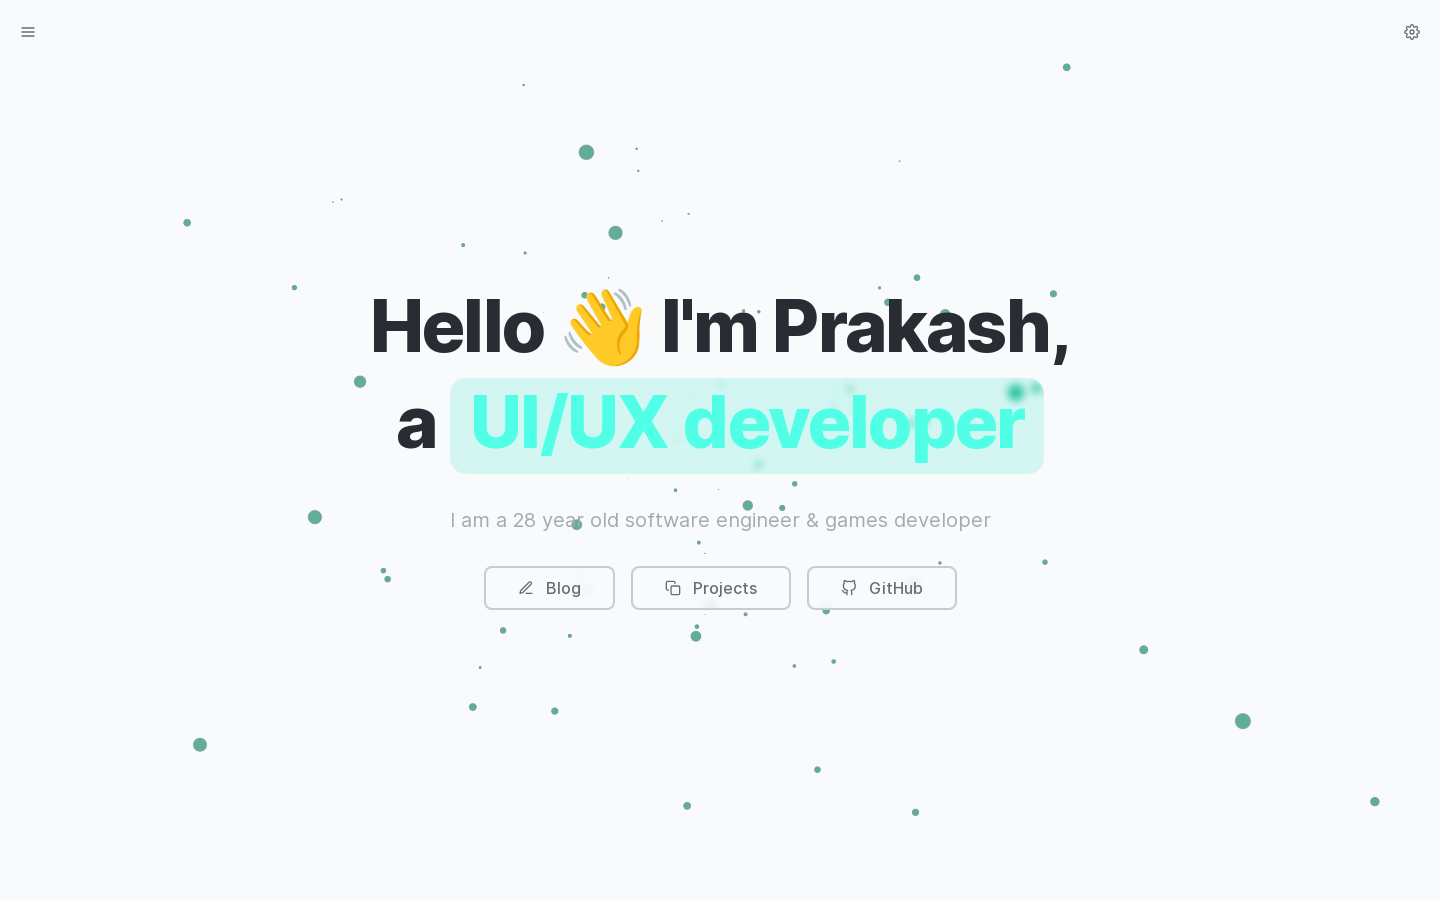 Hello 👋 I'm Prakash,
a UI/UX developer
I am a 28 year old software engineer & games developer
Blog
Projects
GitHub